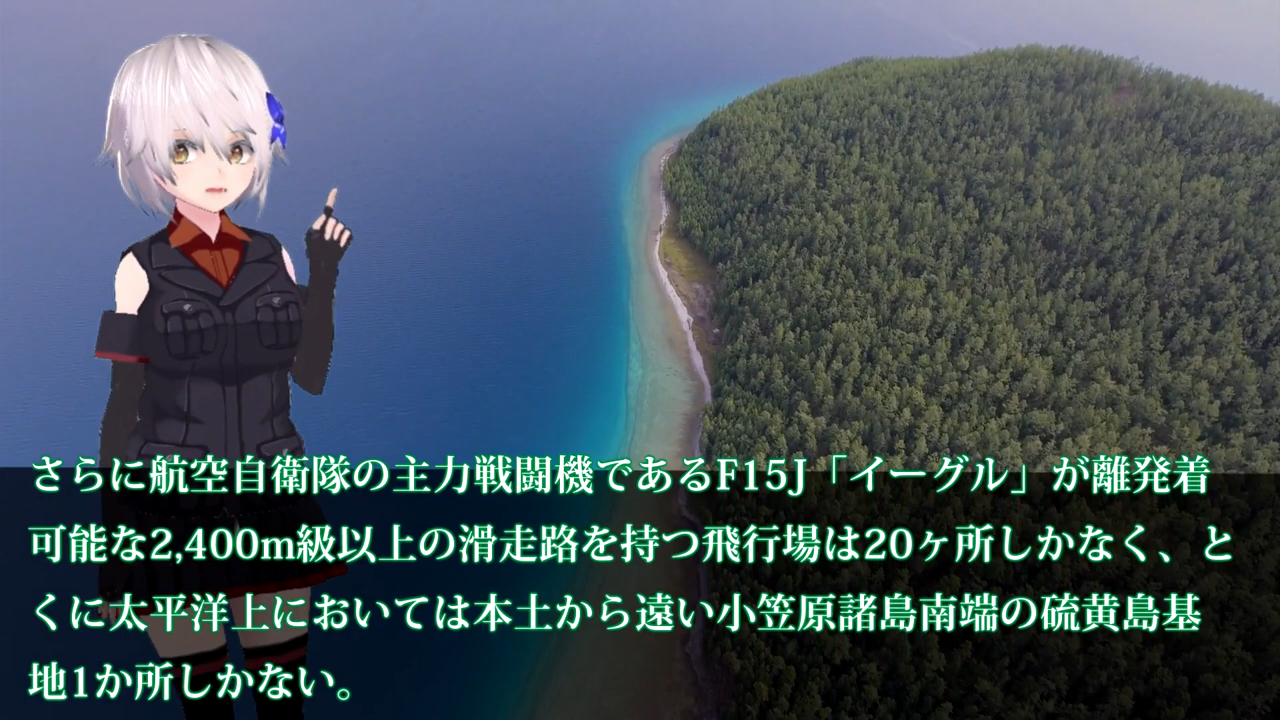 さらに航空自衛隊の主力戦闘機であるF15J「イーグル」が離発着
可能な2,400m級以上の滑走路を持つ飛行場は20ヶ所しかなく、と
くに太平洋上においては本土から遠い小笠原諸島南端の硫黄島基
地1か所しかない。